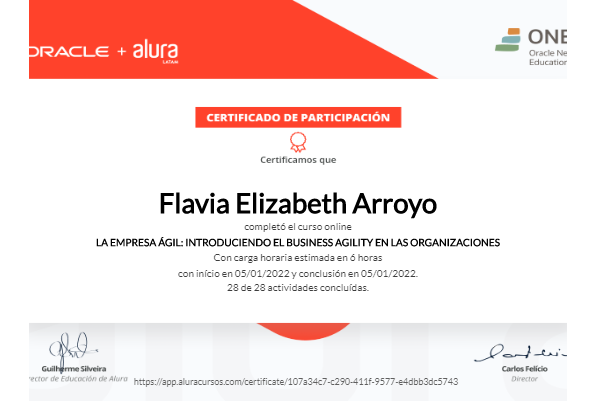 ORACLE + alura
LATAM
ONE
Oracle Ne
Education
CERTIFICADO DE PARTICIPACIÓN
Certificamos que
Flavia Elizabeth Arroyo
completó el curso online
LA EMPRESA ÁGIL: INTRODUCIENDO EL BUSINESS AGILITY EN LAS ORGANIZACIONES
Con carga horaria estimada en 6 horas
con início en 05/01/2022 y conclusión en 05/01/2022.
28 de 28 actividades concluídas.
Guilherme Silveira
rector de Educación de Alura
https://app.aluracursos.com/certificate/107a34c7-c290-411f-9577-e4dbb3dc5743
Carlos Felício
Director